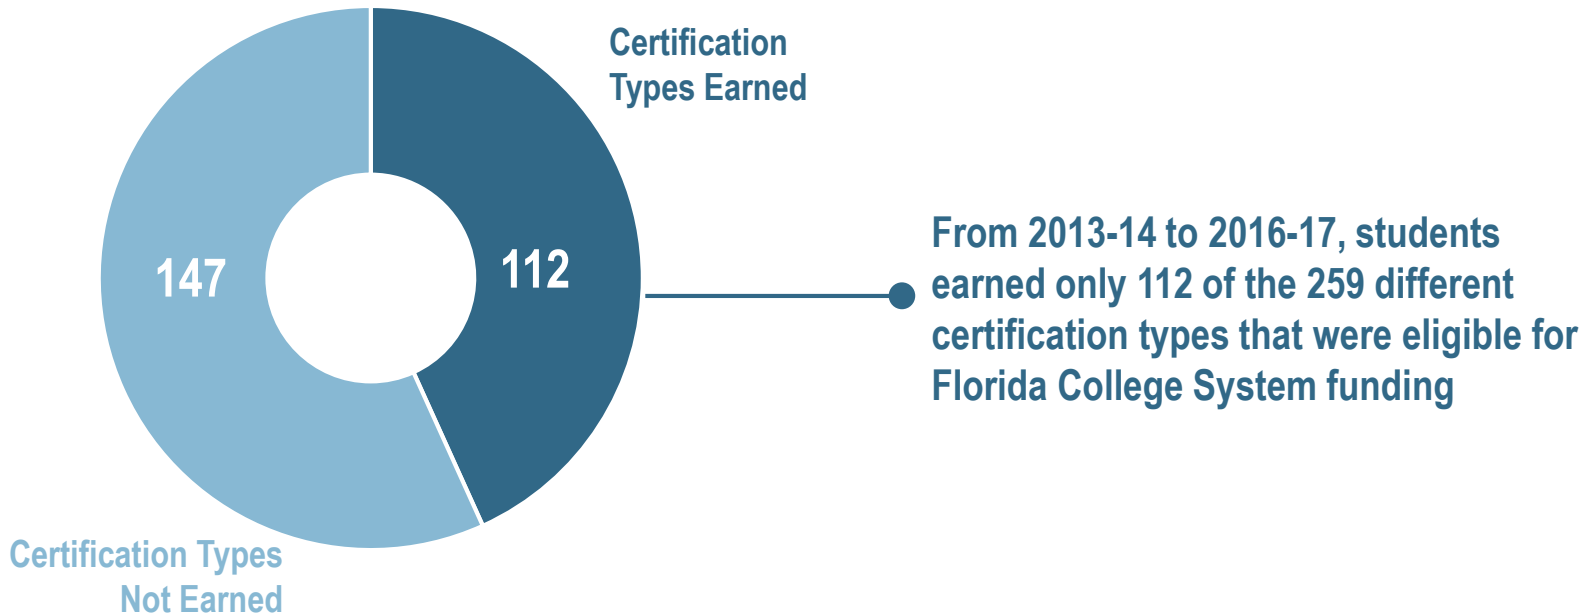 Certification
Types Earned
147
112
From 2013-14 to 2016-17, students
earned only 112 of the 259 different
certification types that were eligible for
Florida College System funding
Certification Types
Not Earned